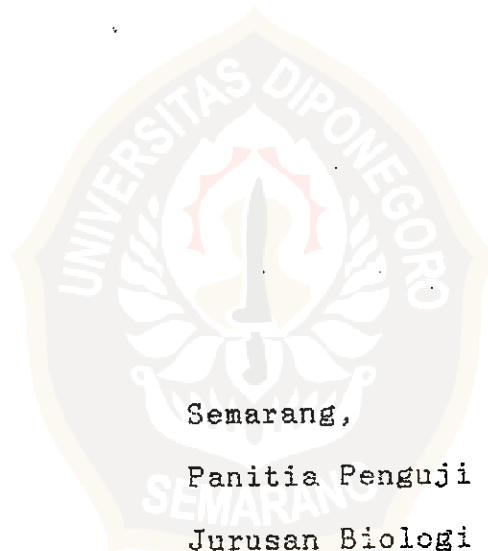 UNIVERSITAS DIPONEGORO
Semarang,
Panitia Penguji
SEMARANG
Jurusan Biologi